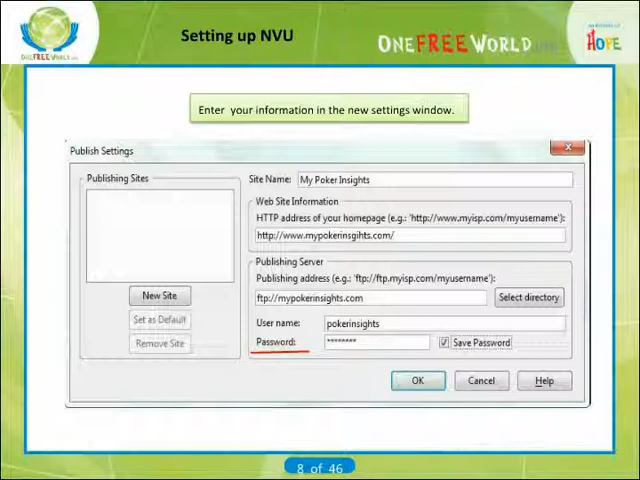 Setting up NVU
ONEFREEWORLD
HOPE
ONEFREEWORLD
Enter your information in the new settings window.
Publish Settings
X
Publishing Sites
New Site
Set as Default
Remove Site
Site Name: My Poker Insights
Web Site Information
HTTP address of your homepage (e.g.: 'http://www.myisp.com/myusername'):
http://www.mypokerinsgihts.com/
Publishing Server
Publishing address (e.g.: 'ftp://ftp.myisp.com/myusername'):
ftp://mypokerinsights.com
Select directory
User name: pokerinsights
Password: ********
Save Password
OK
Cancel
Help
8 of 46